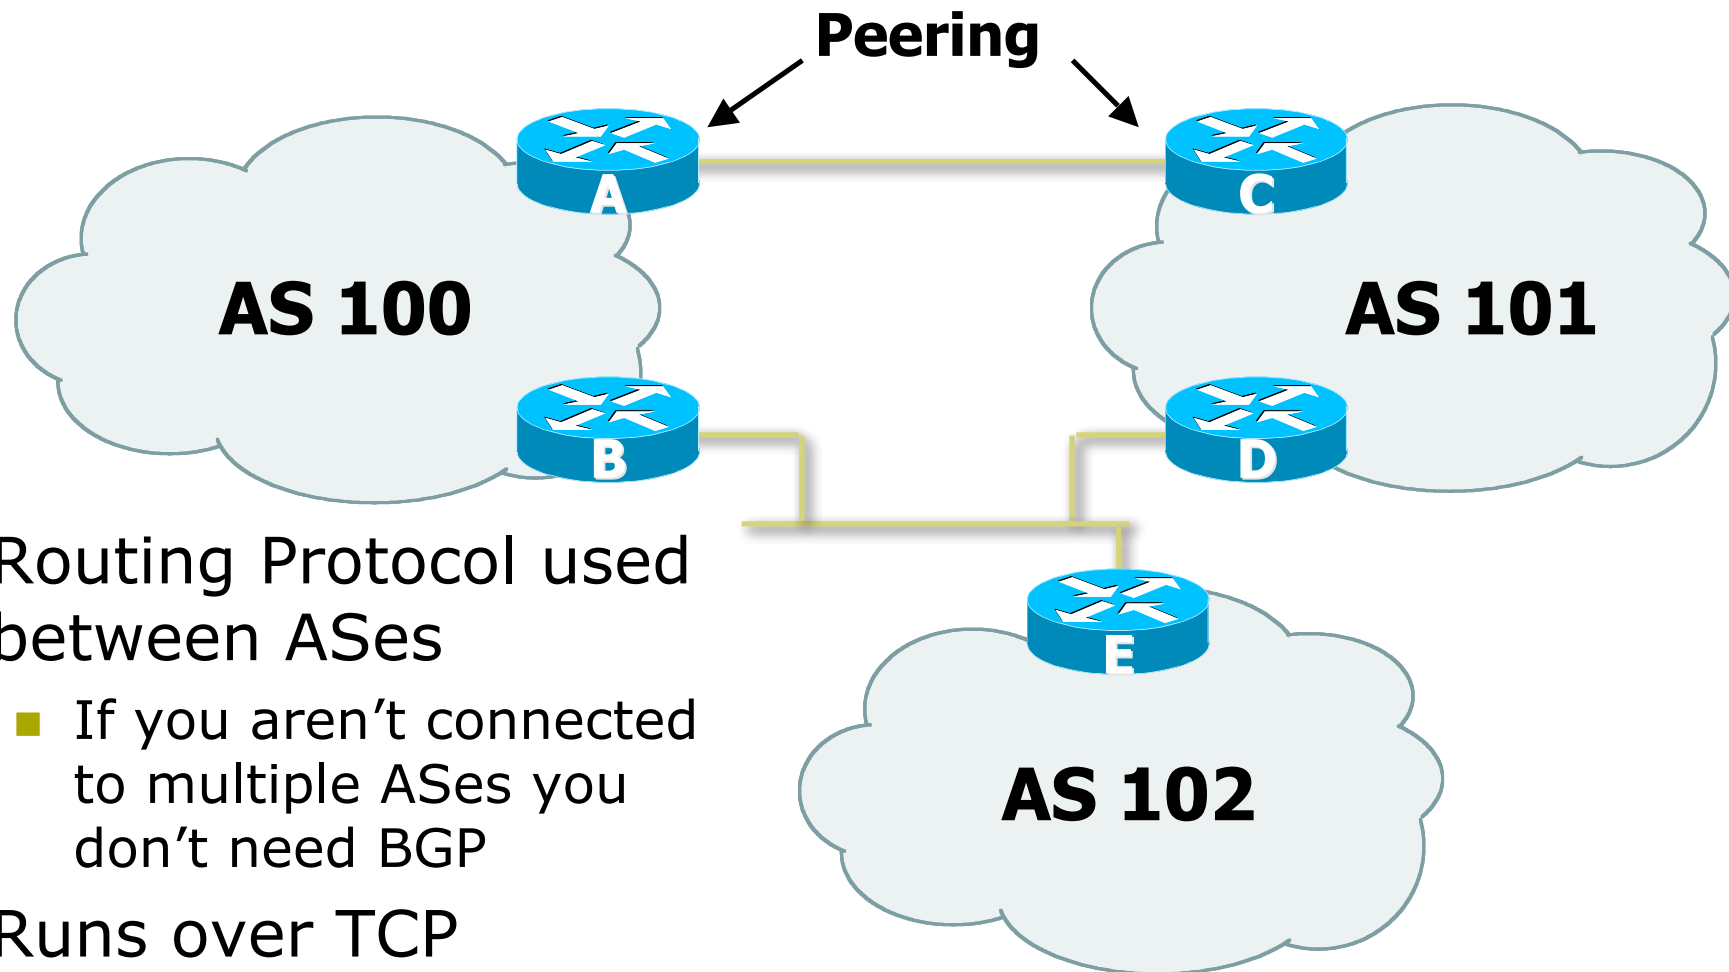 Peering
A
C
AS 100
AS 101
B
D
Routing Protocol used
between ASes
E
If you aren’t connected
to multiple ASes you
don’t need BGP
AS 102
Runs over TCP